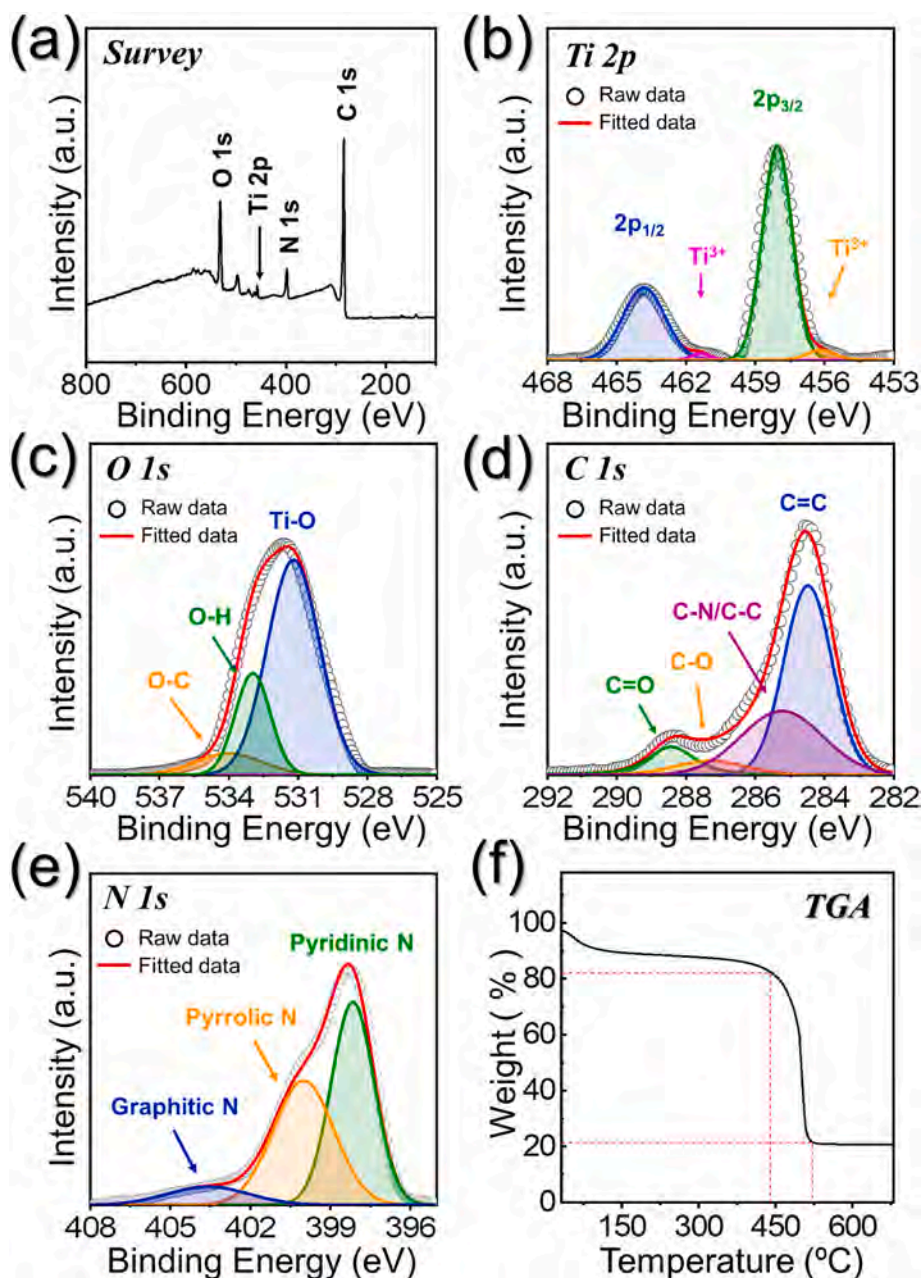 (a)
Survey
O 1s
Ti 2p
N 1s
C 1s
Intensity (a.u.)
800 600 400 200
Binding Energy (eV)
(b)
Ti 2p
Raw data
Fitted data
2p3/2
2p1/2
Ti3+
Ti3+
Intensity (a.u.)
468 465 462 459 456 453
Binding Energy (eV)
(c)
O 1s
Raw data
Fitted data
Ti-O
O-H
O-C
Intensity (a.u.)
540 537 534 531 528 525
Binding Energy (eV)
(d)
C 1s
Raw data
Fitted data
C=C
C-N/C-C
C-O
C=O
Intensity (a.u.)
292 290 288 286 284 282
Binding Energy (eV)
(e)
N 1s
Raw data
Fitted data
Pyridinic N
Pyrrolic N
Graphitic N
Intensity (a.u.)
408 405 402 399 396
Binding Energy (eV)
(f)
TGA
100
80
60
40
20
0
Weight ( %)
150 300 450 600
Temperature (ºC)